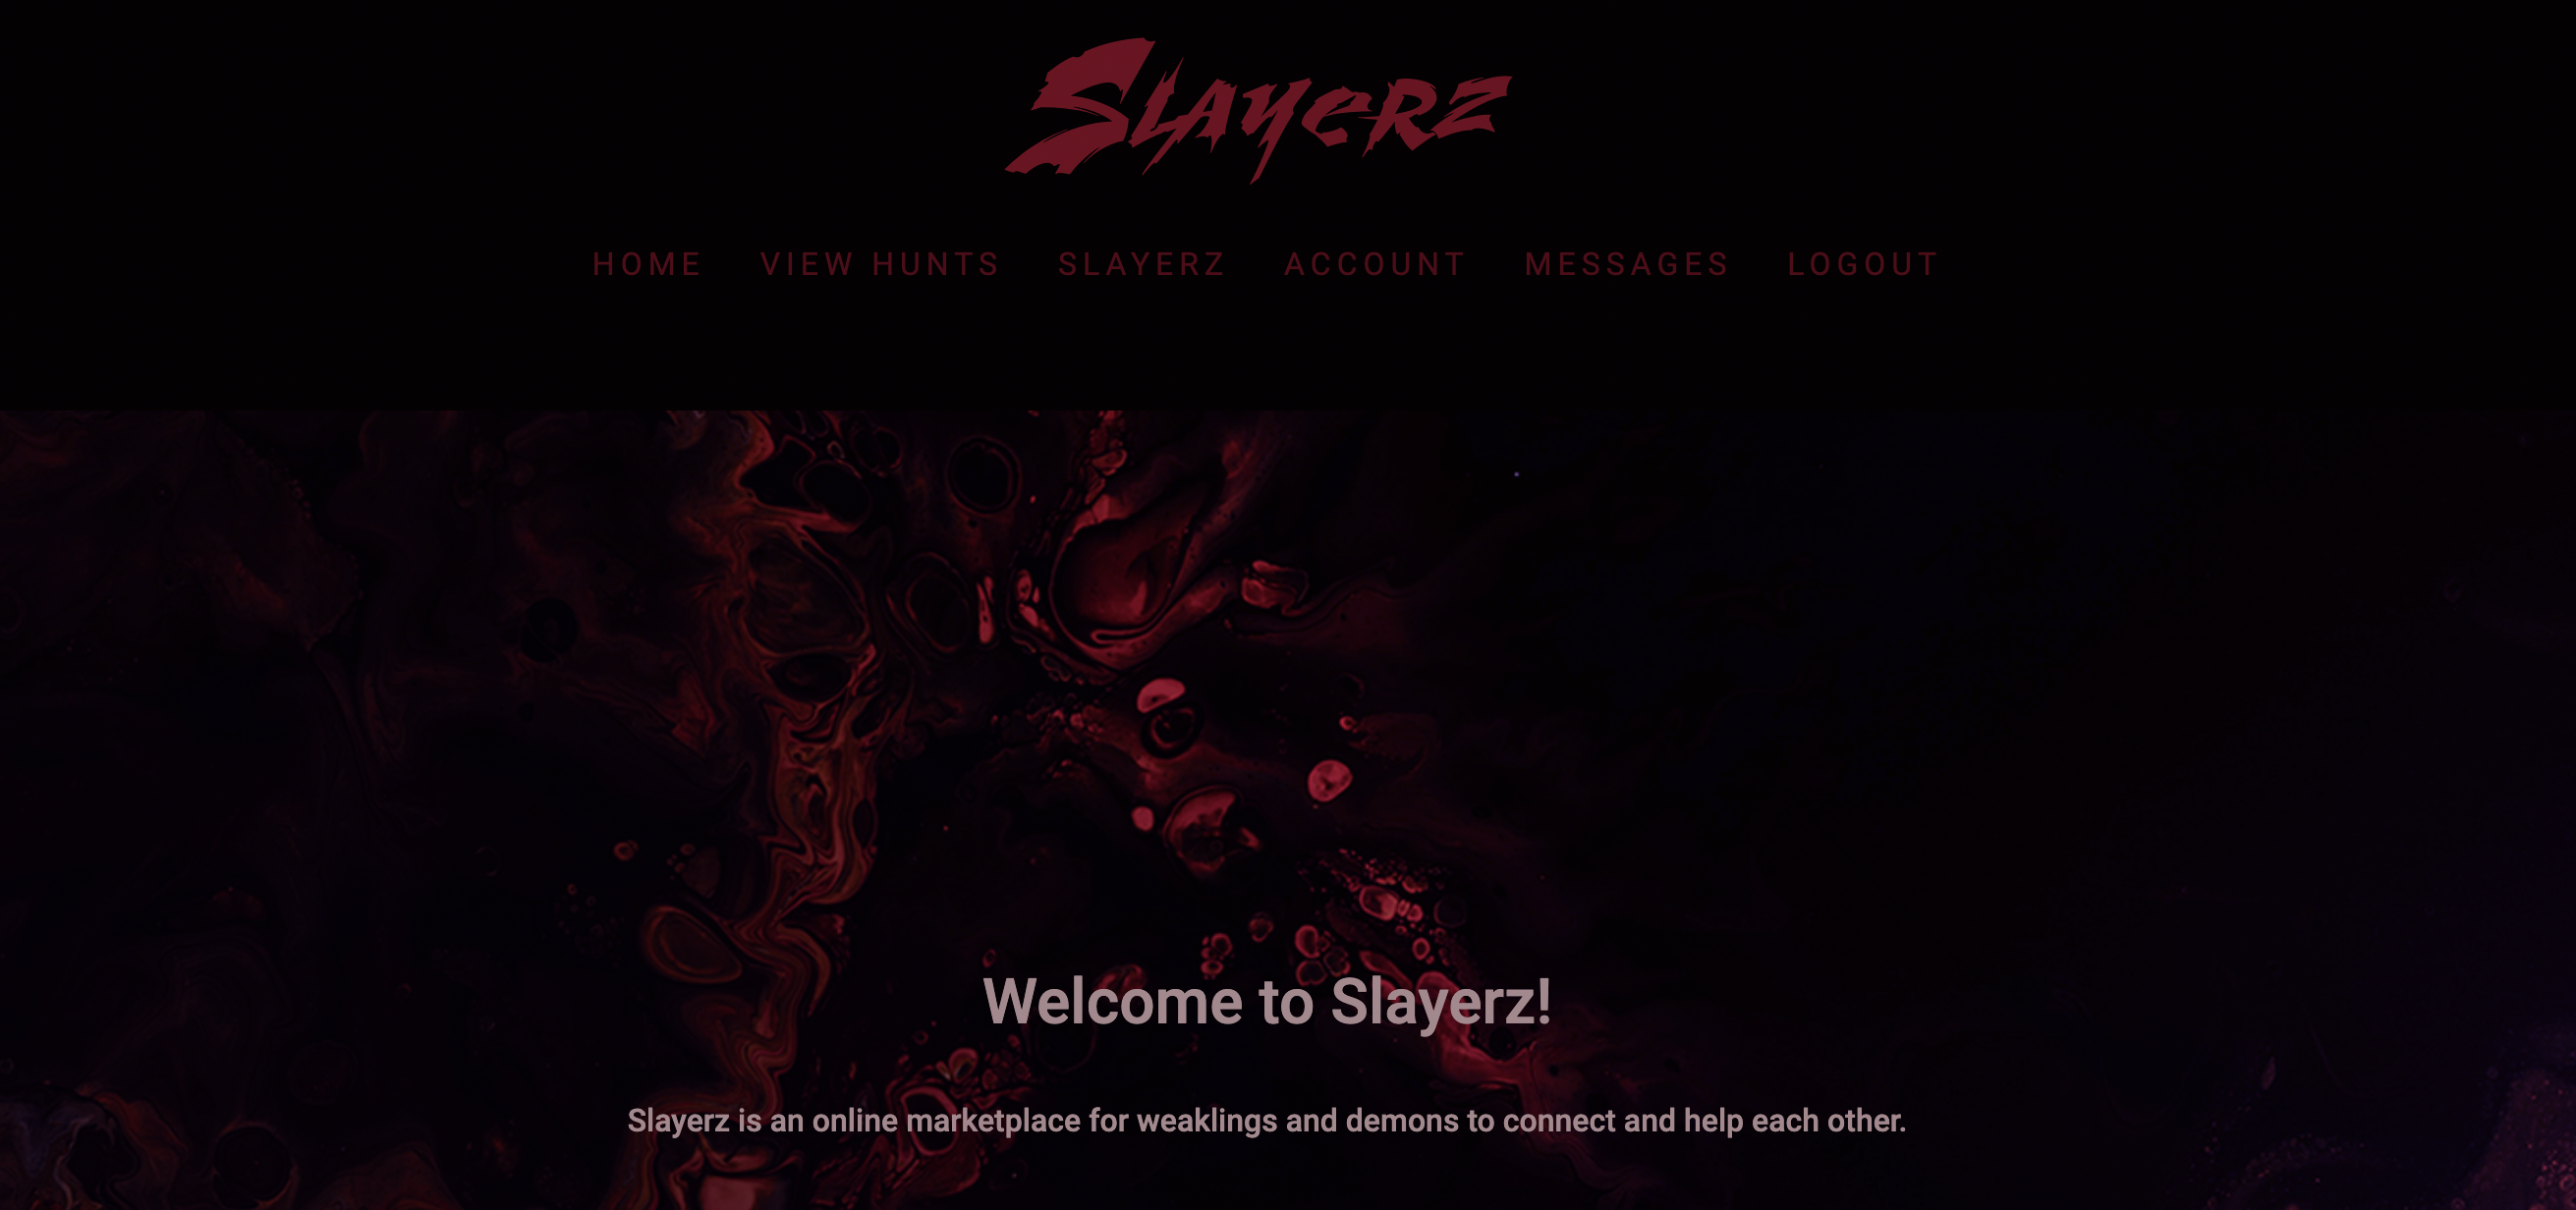 Slayerz
HOME VIEW HUNTS SLAYERZ ACCOUNT MESSAGES LOGOUT
Welcome to Slayerz!
Slayerz is an online marketplace for weaklings and demons to connect and help each other.